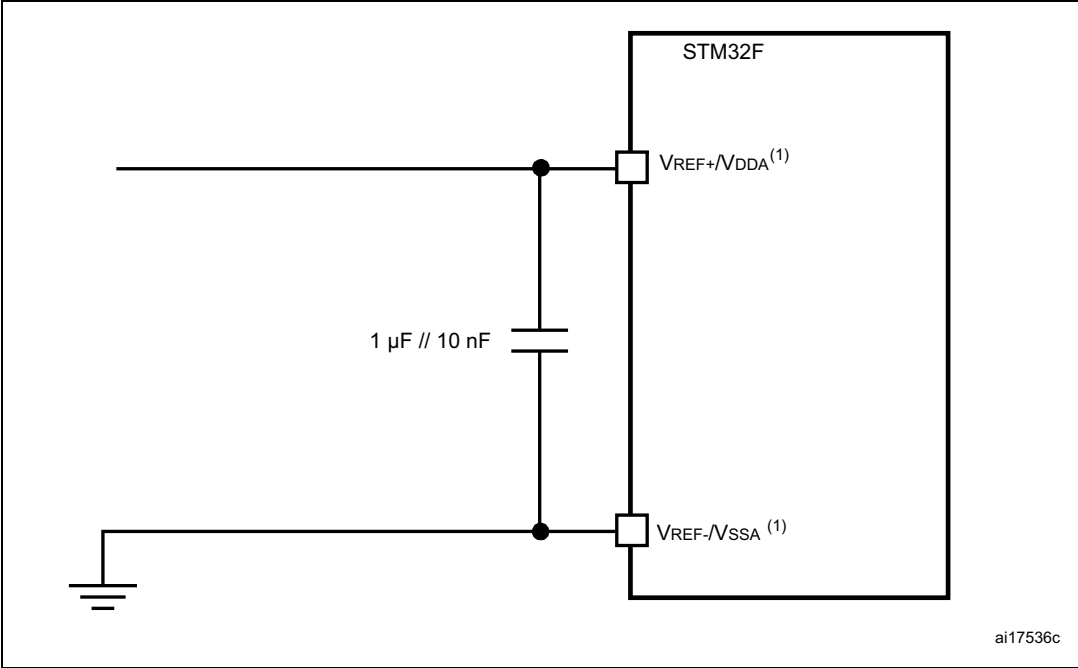 STM32F
VREF+/VDDA(1)
1 µF // 10 nF
VREF-/VSSA (1)
ai17536c